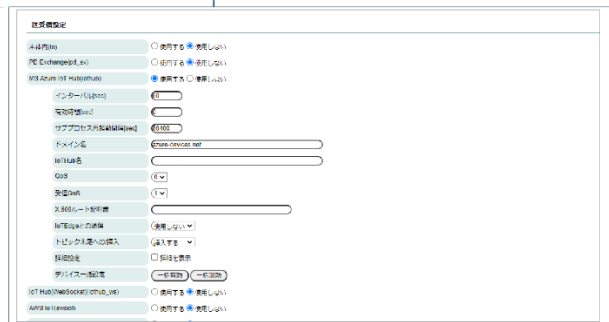 送受信設定
本体内(lo) 使用する 使用しない
PD Exchange(pd_ex) 使用する 使用しない
MS Azure IoT Hub(iothub) 使用する 使用しない
インターバル[sec]
有効時間[sec]
サブプロセス再起動間隔[sec] 86400
ドメイン名 azure-devices.net
IoTHub名
QoS 0
受信QoS 1
X.509ルート証明書
IoTEdgeとの通信 使用しない
トピック末尾への挿入 挿入する
詳細設定 詳細を表示
デバイス一括設定 一括有効 一括無効
IoT Hub(WebSocket)(iothub_ws) 使用する 使用しない
AWS IoT(awsiot) 使用する 使用しない